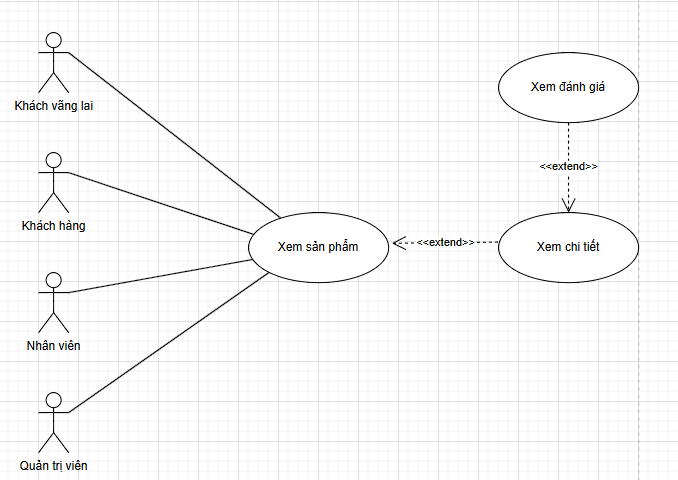 Khách vãng lai
Khách hàng
Nhân viên
Quản trị viên
Xem sản phẩm
<<extend>>
Xem chi tiết
<<extend>>
Xem đánh giá